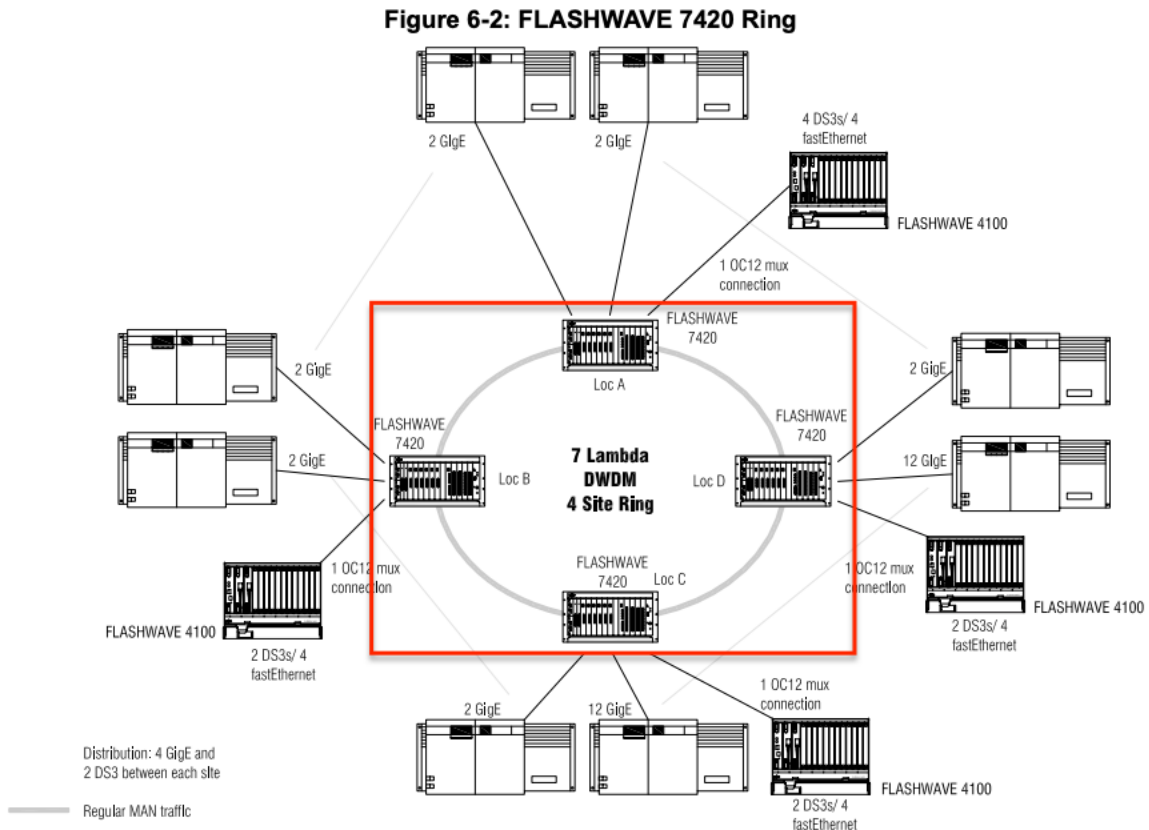 Figure 6-2: FLASHWAVE 7420 Ring
2 GigE
2 GigE
4 DS3s/ 4
fastEthernet
FLASHWAVE 4100
1 OC12 mux
connection
FLASHWAVE
7420
Loc A
2 GigE
2 GigE
FLASHWAVE
7420
Loc B
1 OC12 mux
connection
FLASHWAVE 4100
2 DS3s/ 4
fastEthernet
7 Lambda
DWDM
4 Site Ring
FLASHWAVE
7420
Loc D
2 GigE
12 GigE
1 OC12 mux
connection
FLASHWAVE 4100
2 DS3s/ 4
fastEthernet
FLASHWAVE
7420
Loc C
2 GigE
12 GigE
1 OC12 mux
connection
FLASHWAVE 4100
2 DS3s/ 4
fastEthernet
Distribution: 4 GigE and
2 DS3 between each site
Regular MAN traffic